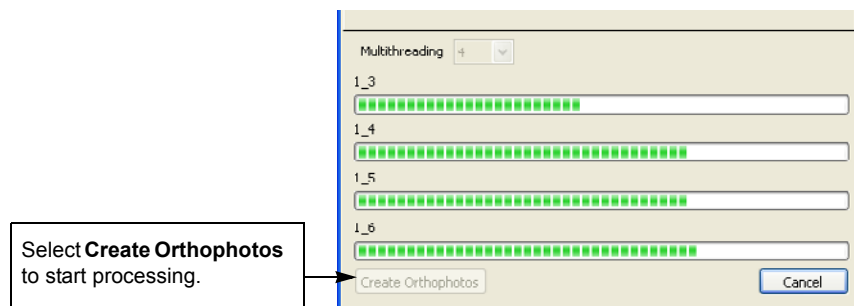 Multithreading 4
1_3
1_4
1_5
1_6
Select Create Orthophotos
to start processing.
Create Orthophotos Cancel